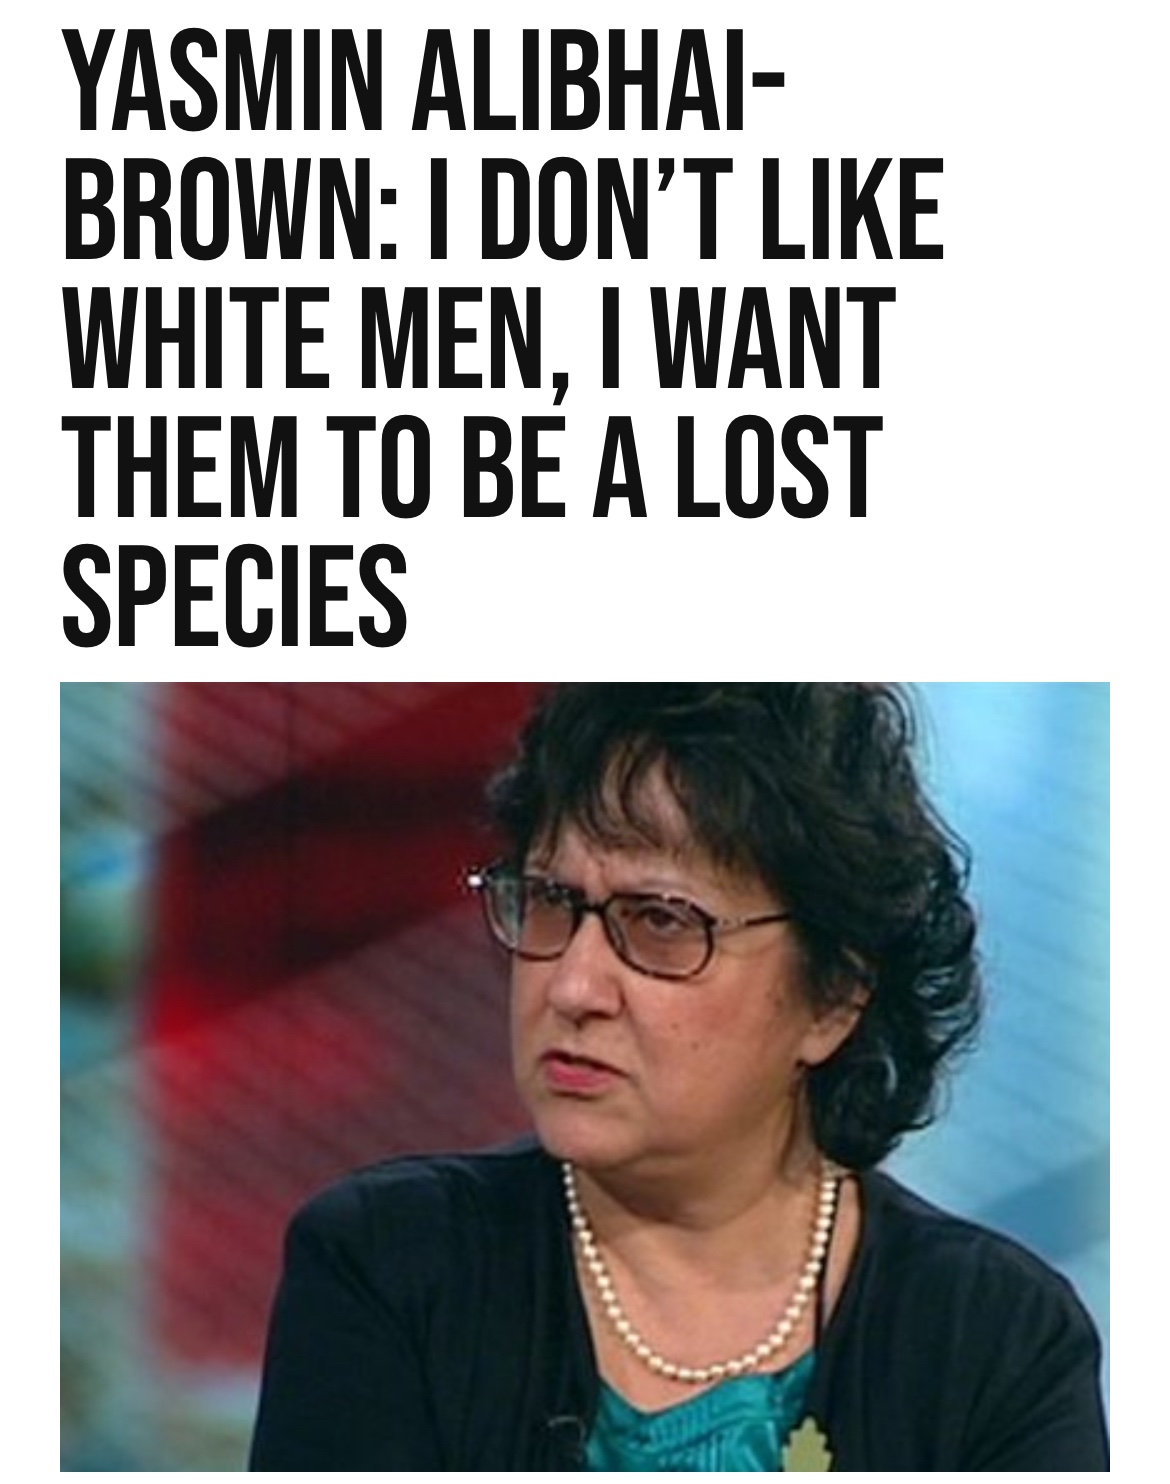 YASMIN ALIBHAI-
BROWN: I DON’T LIKE
WHITE MEN, I WANT
THEM TO BE A LOST
SPECIES